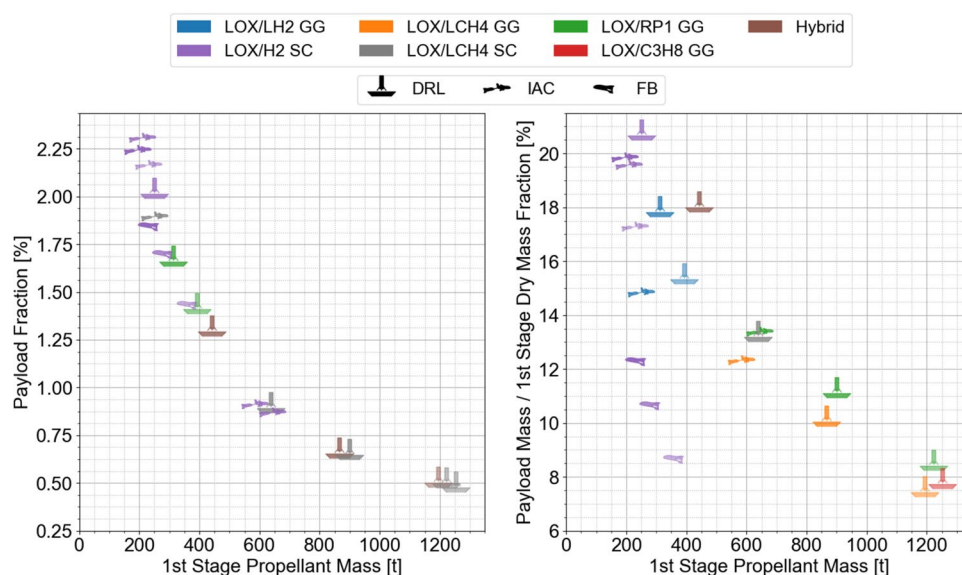 LOX/LH2 GG LOX/LCH4 GG LOX/RP1 GG Hybrid
LOX/H2 SC LOX/LCH4 SC LOX/C3H8 GG
DRL IAC FB
Payload Fraction [%]
2.25
2.00
1.75
1.50
1.25
1.00
0.75
0.50
0.25
0 200 400 600 800 1000 1200
1st Stage Propellant Mass [t]
Payload Mass / 1st Stage Dry Mass Fraction [%]
20
18
16
14
12
10
8
6
0 200 400 600 800 1000 1200
1st Stage Propellant Mass [t]